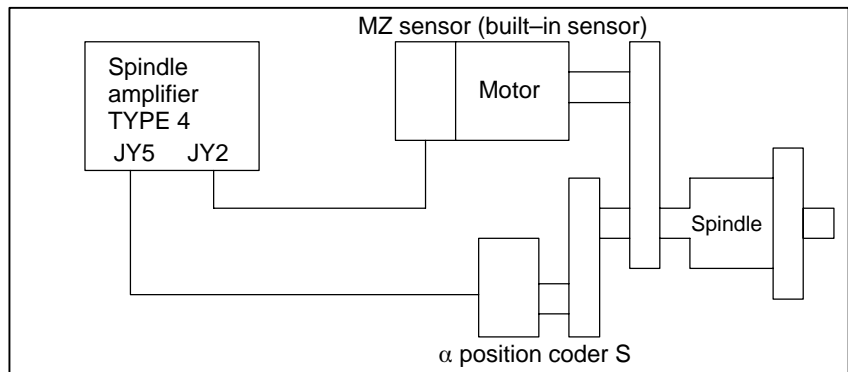 MZ sensor (built–in sensor)
Spindle
amplifier
TYPE 4
JY5 JY2
Motor
Spindle
α position coder S